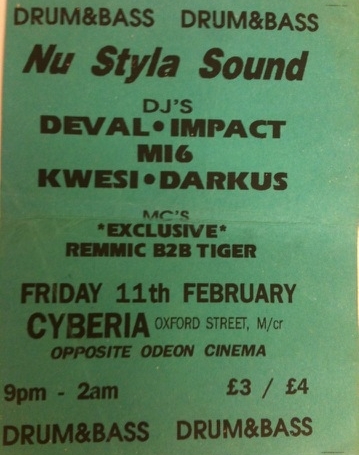 DRUM&BASS DRUM&BASS
Nu Styla Sound
DJ'S
DEVAL•IMPACT
MI6
KWESI•DARKUS
MC'S
*EXCLUSIVE*
REMMIC B2B TIGER
FRIDAY 11th FEBRUARY
CYBERIA OXFORD STREET, M/cr
OPPOSITE ODEON CINEMA
9pm - 2am £3 / £4
DRUM&BASS DRUM&BASS